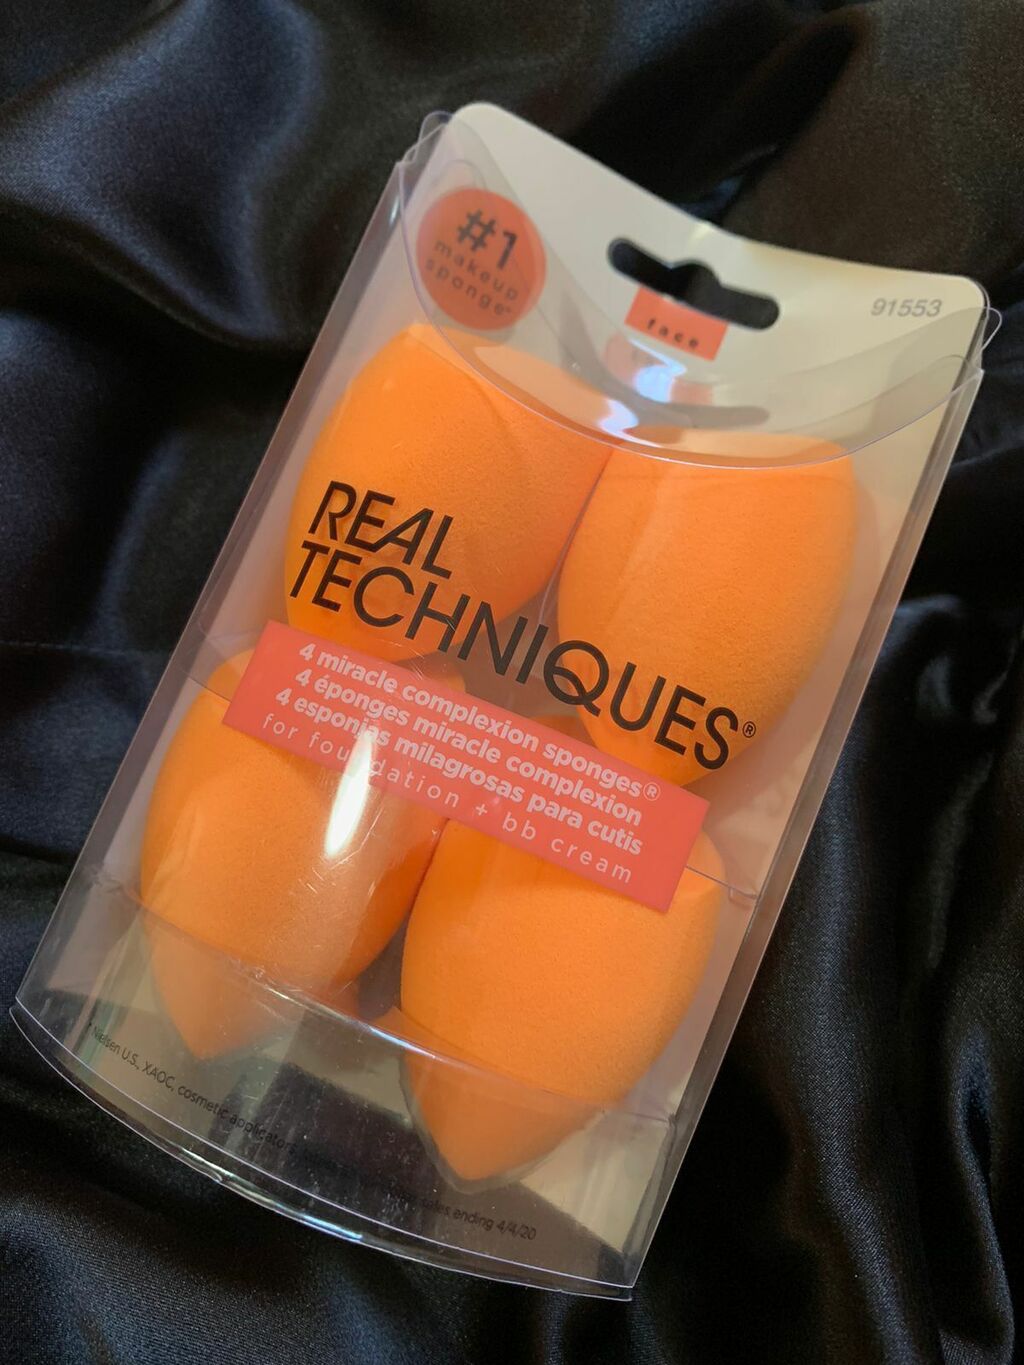 #1
makeup
sponge*
face
91553
REAL
TECHNIQUES®
4 miracle complexion sponges®
4 éponges miracle complexion
4 esponjas milagrosas para cutis
for foundation + bb cream
* Nielsen U.S., XAOC, cosmetic applicator
sales ending 4/4/20